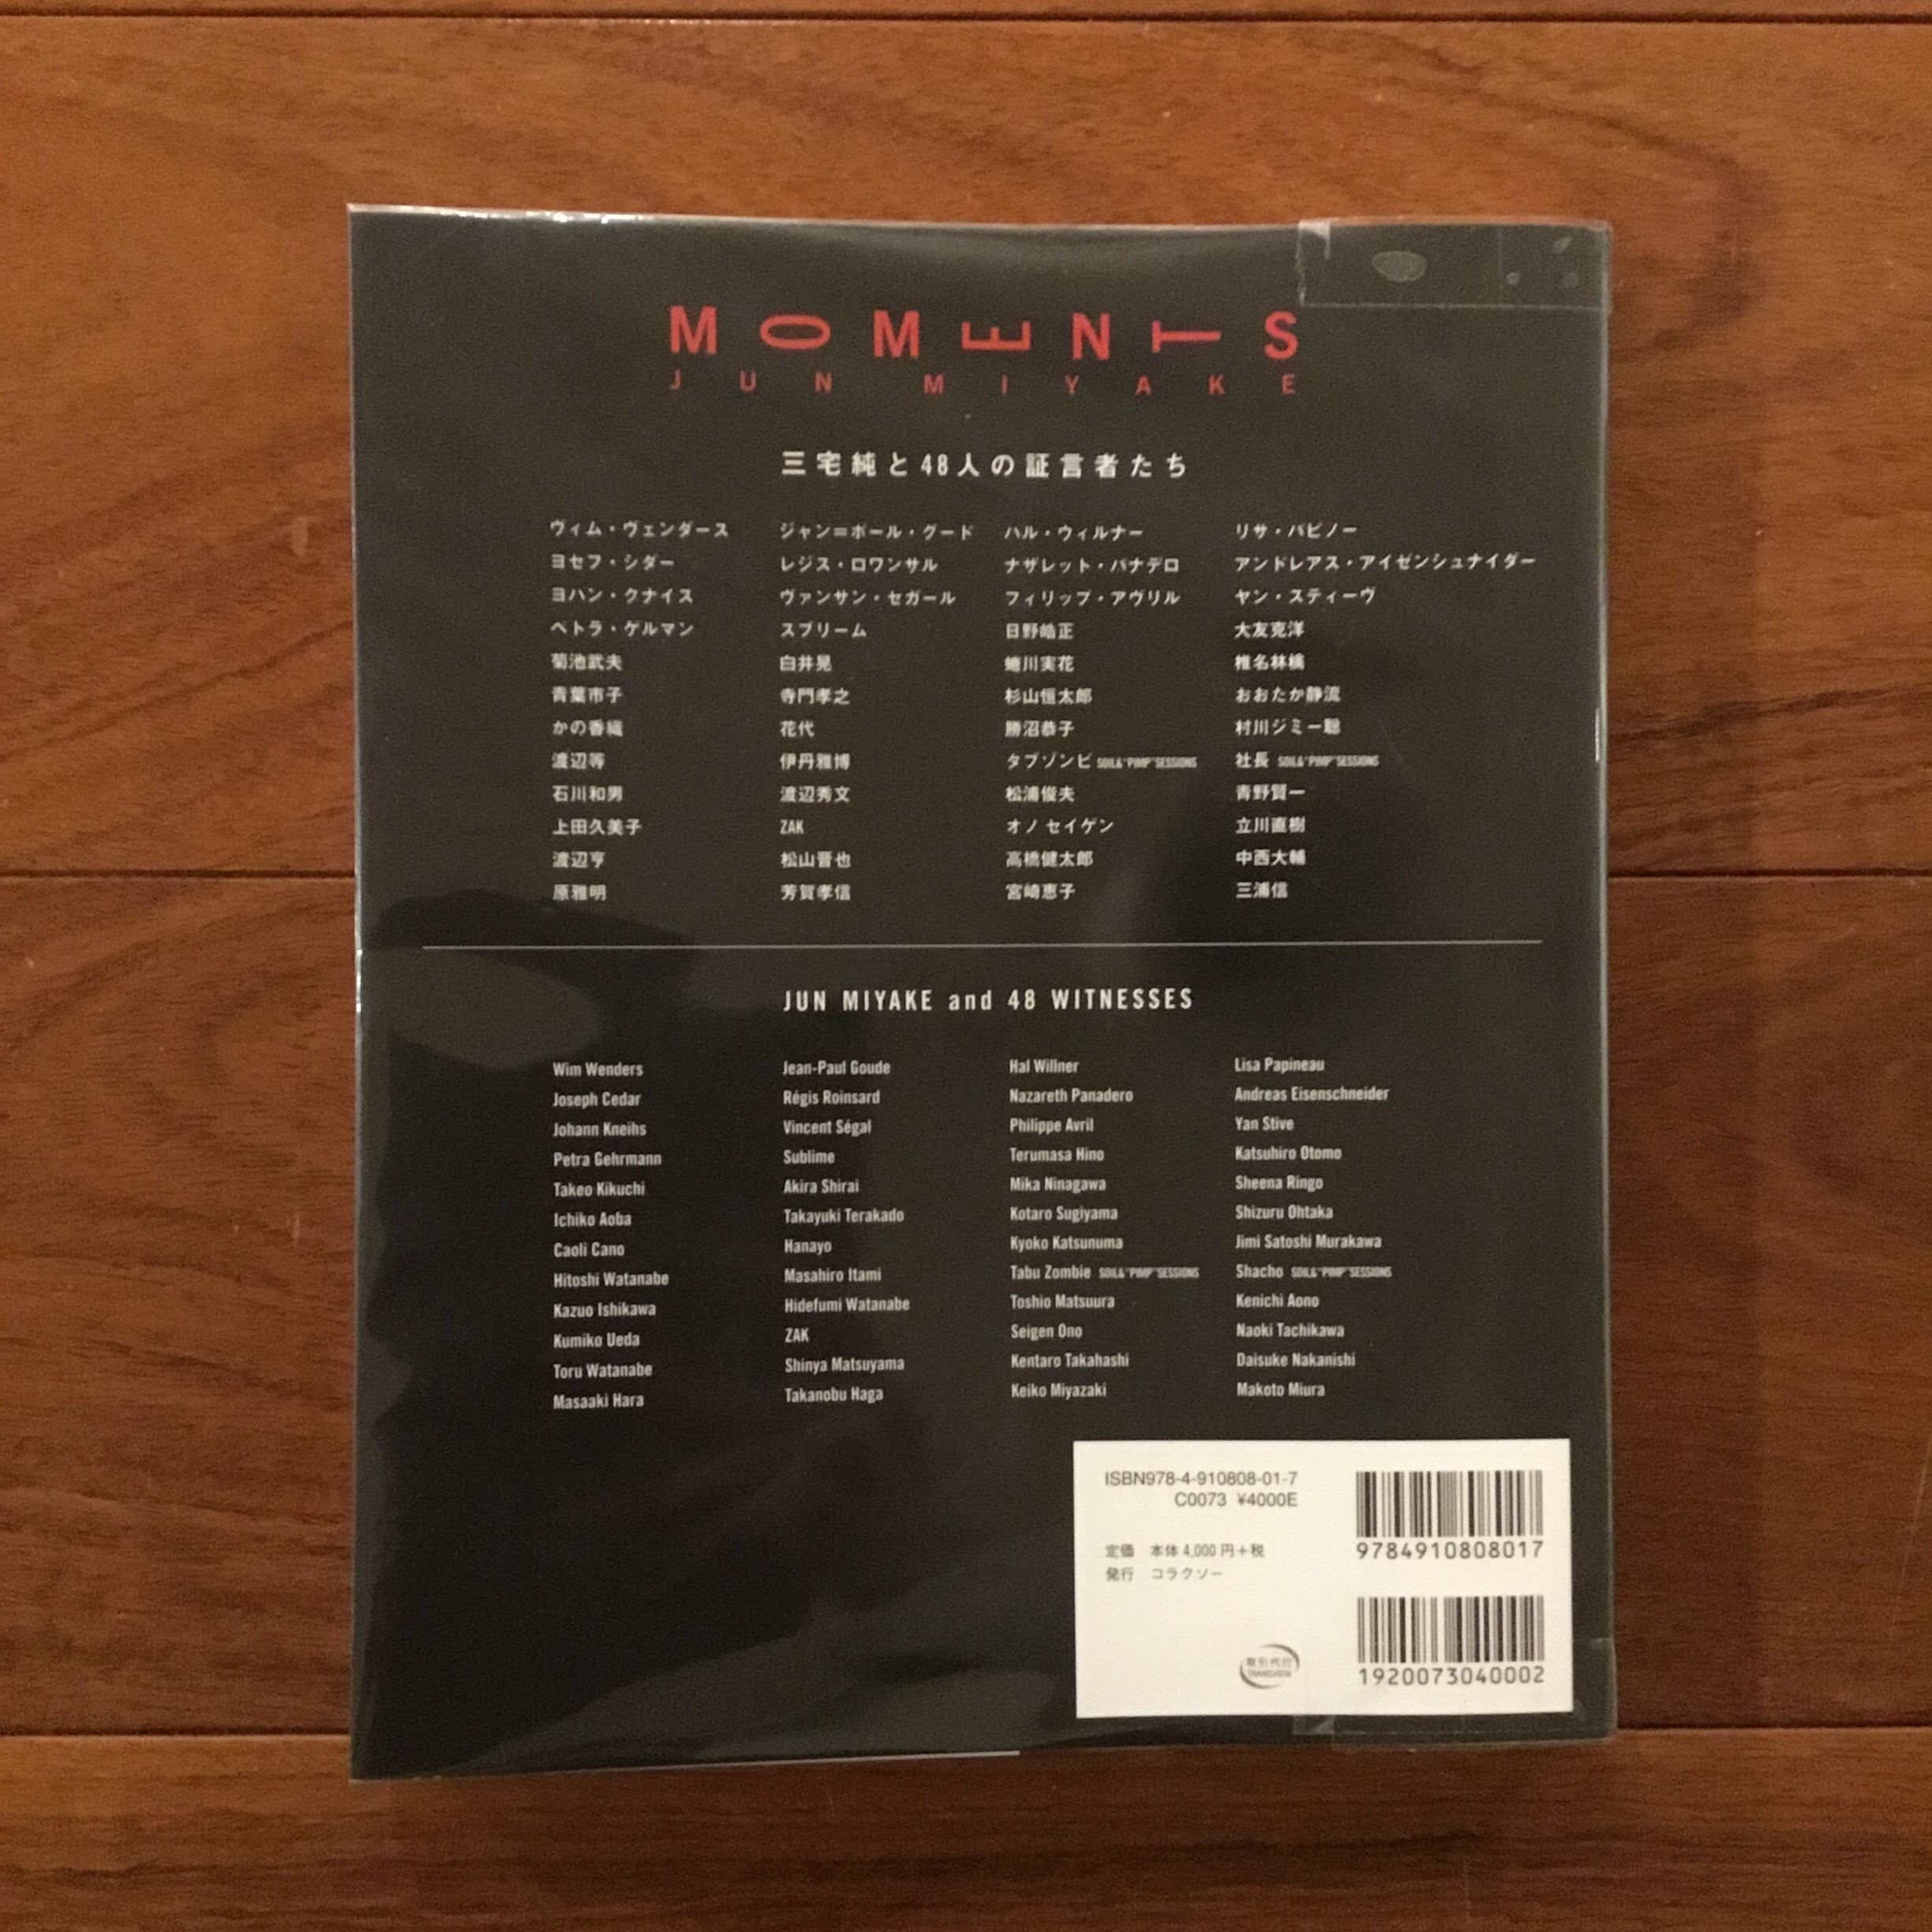 MOMENTS
JUN MIYAKE
三宅純と48人の証言者たち
ヴィム・ヴェンダース ジャン=ポール・グード ハル・ウィルナー リサ・パピノー
ヨセフ・シダー レジス・ロワンサル ナザレット・パナデロ アンドレアス・アイゼンシュナイダー
ヨハン・クナイス ヴァンサン・セガール フィリップ・アヴリル ヤン・スティーヴ
ペトラ・ゲルマン スブリーム 日野皓正 大友克洋
菊池武夫 白井晃 蜷川実花 椎名林檎
青葉市子 寺門孝之 杉山恒太郎 おおたか静流
かの香織 花代 勝沼恭子 村川ジミー聡
渡辺等 伊丹雅博 タブゾンビ SOIL&"PIMP"SESSIONS 社長 SOIL&"PIMP"SESSIONS
石川和男 渡辺秀文 松浦俊夫 青野賢一
上田久美子 ZAK オノ セイゲン 立川直樹
渡辺亨 松山晋也 高橋健太郎 中西大輔
原雅明 芳賀孝信 宮崎恵子 三浦信
JUN MIYAKE and 48 WITNESSES
Wim Wenders Jean-Paul Goude Hal Willner Lisa Papineau
Joseph Cedar Régis Roinsard Nazareth Panadero Andreas Eisenschneider
Johann Kneihs Vincent Ségal Philippe Avril Yan Stive
Petra Gehrmann Sublime Terumasa Hino Katsuhiro Otomo
Takeo Kikuchi Akira Shirai Mika Ninagawa Sheena Ringo
Ichiko Aoba Takayuki Terakado Kotaro Sugiyama Shizuru Ohtaka
Caoli Cano Hanayo Kyoko Katsunuma Jimi Satoshi Murakawa
Hitoshi Watanabe Masahiro Itami Tabu Zombie SOIL&"PIMP"SESSIONS Shacho SOIL&"PIMP"SESSIONS
Kazuo Ishikawa Hidefumi Watanabe Toshio Matsuura Kenichi Aono
Kumiko Ueda ZAK Seigen Ono Naoki Tachikawa
Toru Watanabe Shinya Matsuyama Kentaro Takahashi Daisuke Nakanishi
Masaaki Hara Takanobu Haga Keiko Miyazaki Makoto Miura
ISBN978-4-910808-01-7
C0073 ¥4000E
定価 本体4,000円+税
発行 コラクソー
9784910808017
取引代行
TRANSVIEW
1920073040002